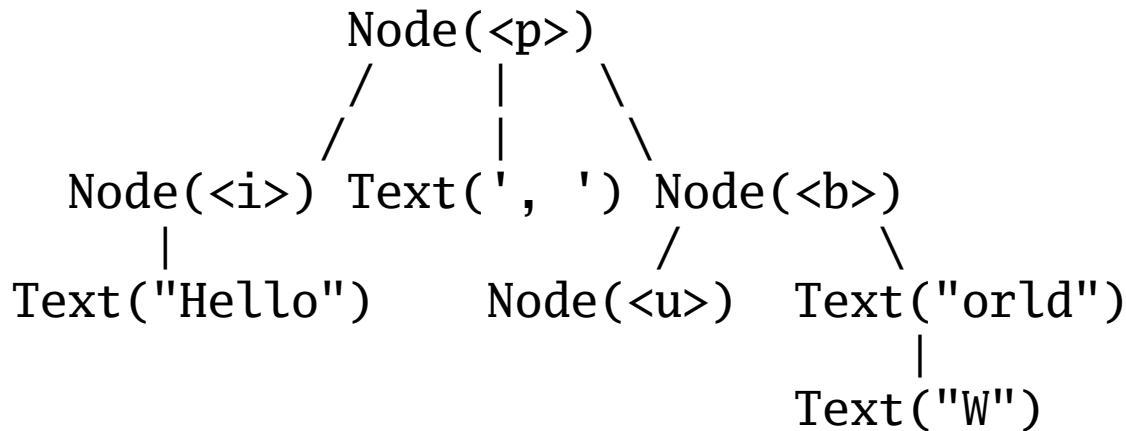 Node(<p>)
/ | \
/ | \
Node(<i>) Text(', ') Node(<b>)
| / \
Text("Hello") Node(<u>) Text("orld")
|
Text("W")